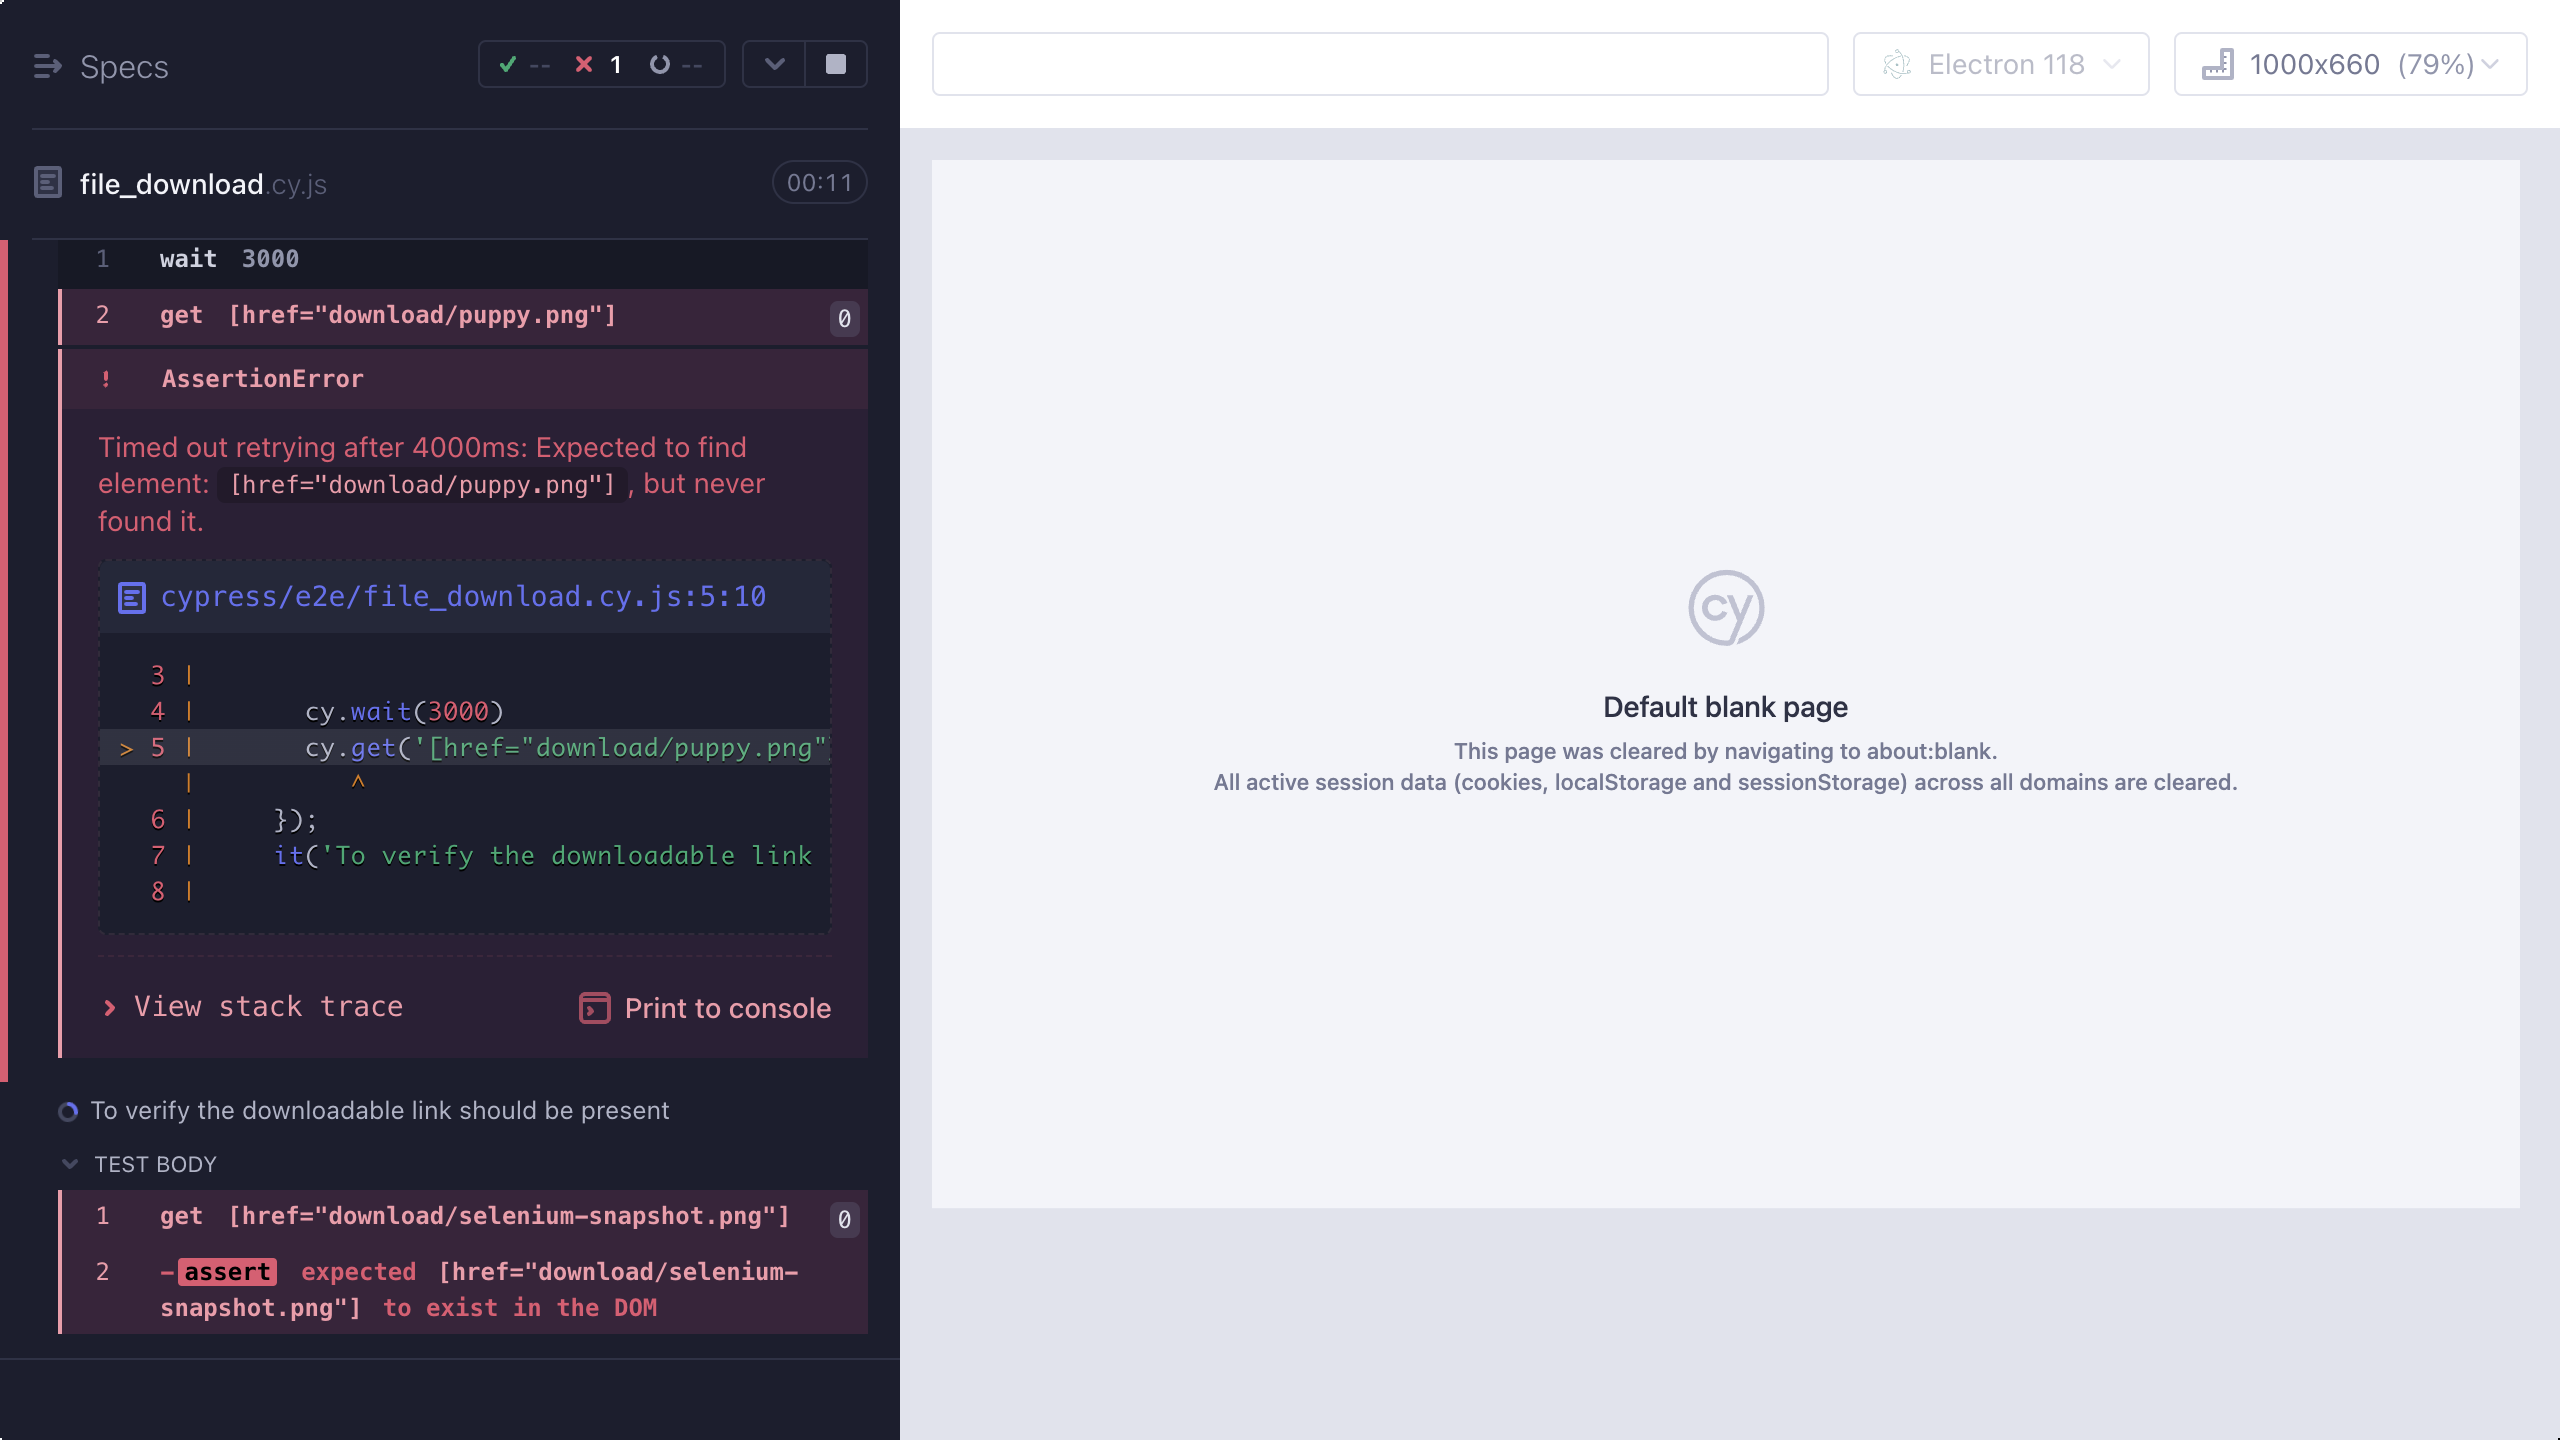 Specs
-- 1 --
file_download.cy.js
00:11
1 wait 3000
2 get [href="download/puppy.png"] 0
! AssertionError
Timed out retrying after 4000ms: Expected to find
element: [href="download/puppy.png"] , but never
found it.
cypress/e2e/file_download.cy.js:5:10
3 |
4 | cy.wait(3000)
> 5 | cy.get('[href="download/puppy.png"
| ^
6 | });
7 | it('To verify the downloadable link
8 |
View stack trace
Print to console
To verify the downloadable link should be present
TEST BODY
1 get [href="download/selenium-snapshot.png"] 0
2 -assert expected [href="download/selenium-
snapshot.png"] to exist in the DOM
Electron 118
1000x660 (79%)
cy
Default blank page
This page was cleared by navigating to about:blank.
All active session data (cookies, localStorage and sessionStorage) across all domains are cleared.